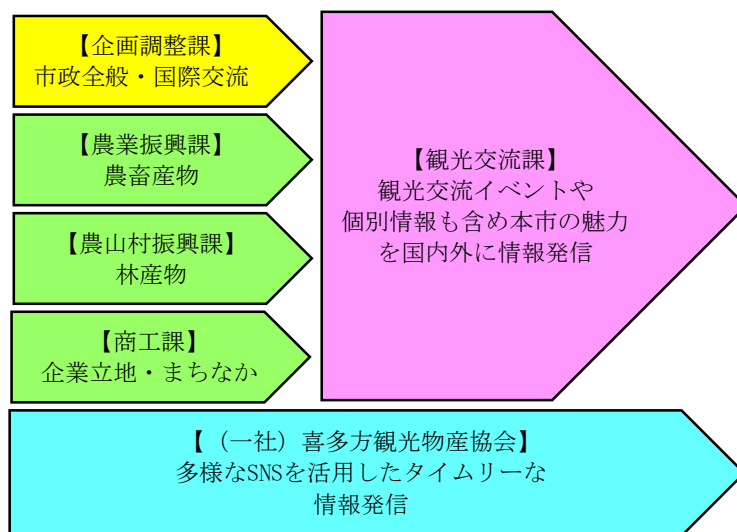 【企画調整課】
市政全般・国際交流
【農業振興課】
農畜産物
【農山村振興課】
林産物
【商工課】
企業立地・まちなか
【観光交流課】
観光交流イベントや
個別情報も含め本市の魅力
を国内外に情報発信
【（一社）喜多方観光物産協会】
多様なSNSを活用したタイムリーな
情報発信